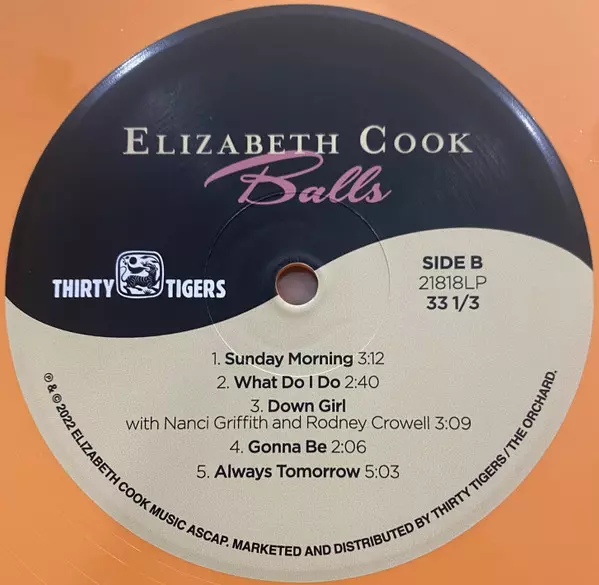 ELIZABETH COOK
Balls
THIRTY TIGERS
SIDE B
21818LP
33 1/3
1. Sunday Morning 3:12
2. What Do I Do 2:40
3. Down Girl
with Nanci Griffith and Rodney Crowell 3:09
4. Gonna Be 2:06
5. Always Tomorrow 5:03
℗ & © 2022 ELIZABETH COOK MUSIC ASCAP. MARKETED AND DISTRIBUTED BY THIRTY TIGERS / THE ORCHARD.